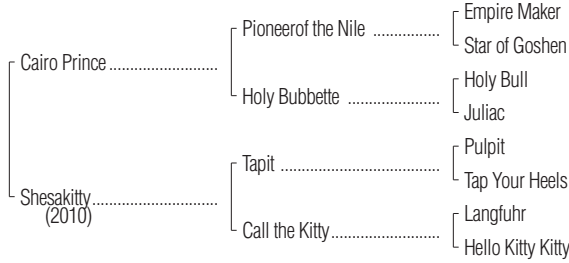 Empire Maker
Pioneerof the Nile ..................
Star of Goshen
Cairo Prince ...........................
Holy Bull
Holy Bubbette .........................
Juliac
Pulpit
Tapit ..........................................
Tap Your Heels
Shesakitty.................................
(2010)
Langfuhr
Call the Kitty.............................
Hello Kitty Kitty